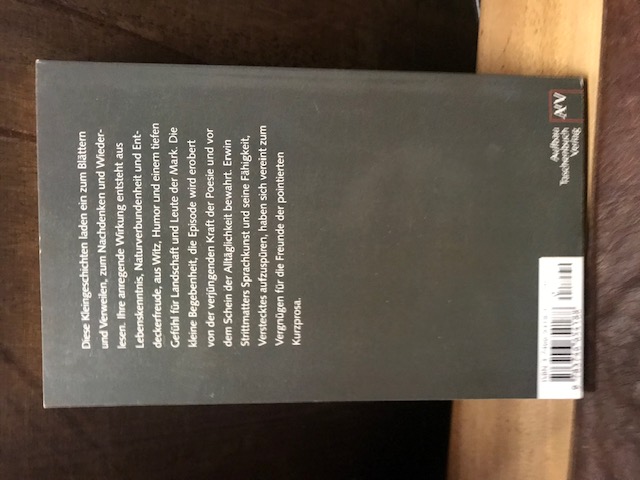 Diese Kleingeschichten laden ein zum Blättern
und Verweilen, zum Nachdenken und Wieder-
lesen. Ihre anregende Wirkung entsteht aus
Lebenskenntnis, Naturverbundenheit und Ent-
deckerfreude, aus Witz, Humor und einem tiefen
Gefühl für Landschaft und Leute der Mark. Die
kleine Begebenheit, die Episode wird erobert
von der verjüngenden Kraft der Poesie und vor
dem Schein der Alltäglichkeit bewahrt. Erwin
Strittmatters Sprachkunst und seine Fähigkeit,
Verstecktes aufzuspüren, haben sich vereint zum
Vergnügen für die Freunde der pointierten
Kurzprosa.
AtV
Aufbau
Taschenbuch
Verlag
ISBN